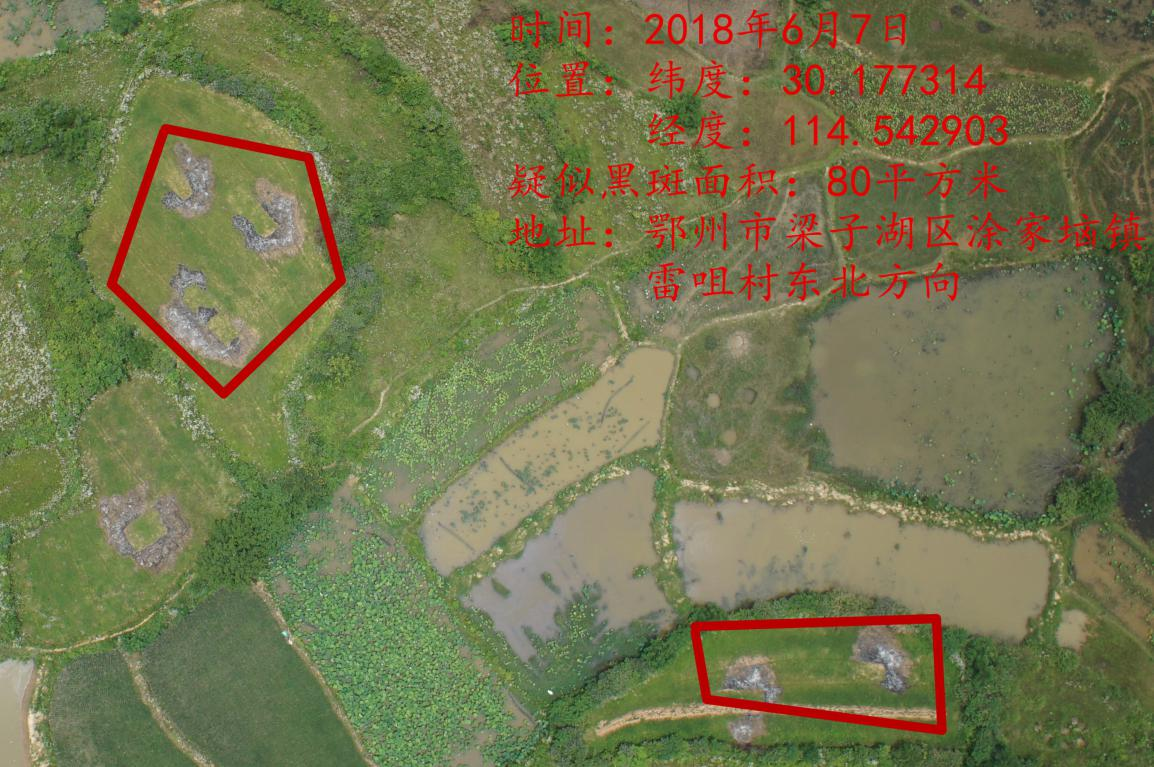 时间：2018年6月7日
位置：纬度：30.177314
经度：114.542903
疑似黑斑面积：80平方米
地址：鄂州市梁子湖区涂家垴镇
雷咀村东北方向